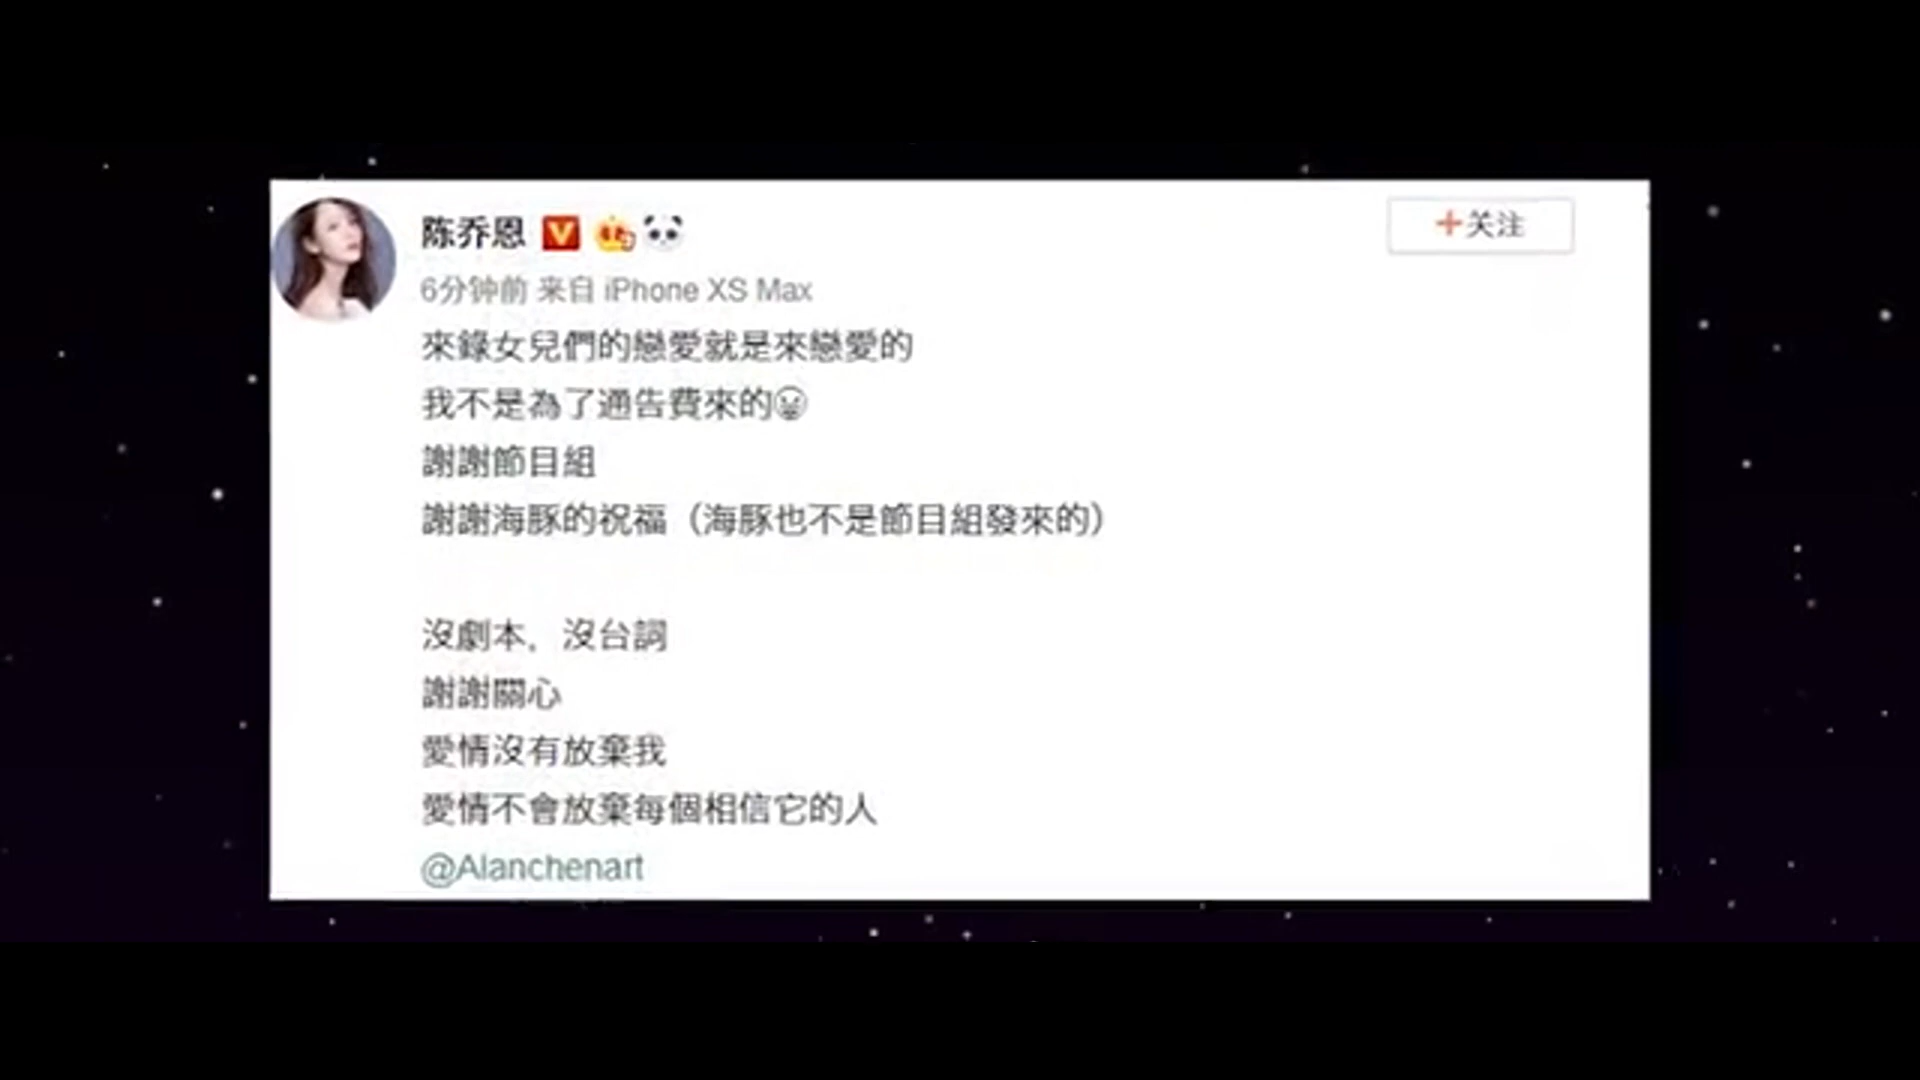 陈乔恩
+关注
6分钟前 来自 iPhone XS Max
來錄女兒們的戀愛就是來戀愛的
我不是為了通告費來的
謝謝節目組
謝謝海豚的祝福（海豚也不是節目組發來的）
沒劇本，沒台詞
謝謝關心
愛情沒有放棄我
愛情不會放棄每個相信它的人
@Alanchenart